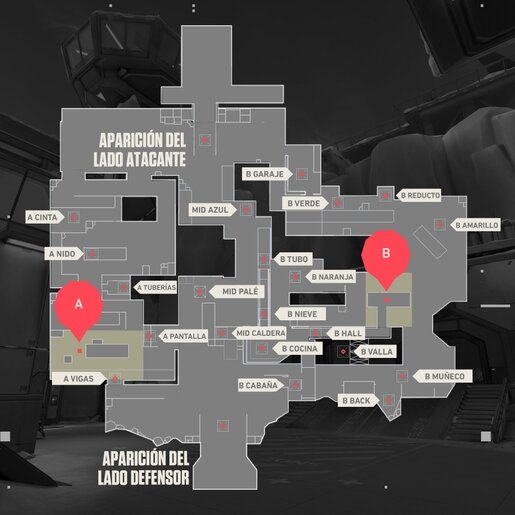 APARICIÓN DEL
LADO ATACANTE
B GARAJE
B REDUCTO
B VERDE
MID AZUL
A CINTA
B AMARILLO
A NIDO
B
B TUBO
B NARANJA
A TUBERÍAS
MID PALÉ
A
B NIEVE
A PANTALLA
MID CALDERA
B HALL
B COCINA
B VALLA
A VIGAS
B CABAÑA
B MUÑECO
B BACK
APARICIÓN DEL
LADO DEFENSOR